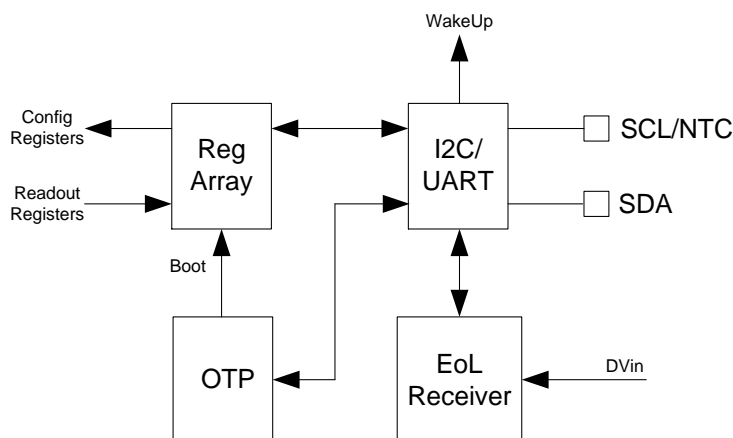 WakeUp
Config
Registers
Reg
Array
I2C/
UART
SCL/NTC
Readout
Registers
SDA
Boot
OTP
EoL
Receiver
DVin